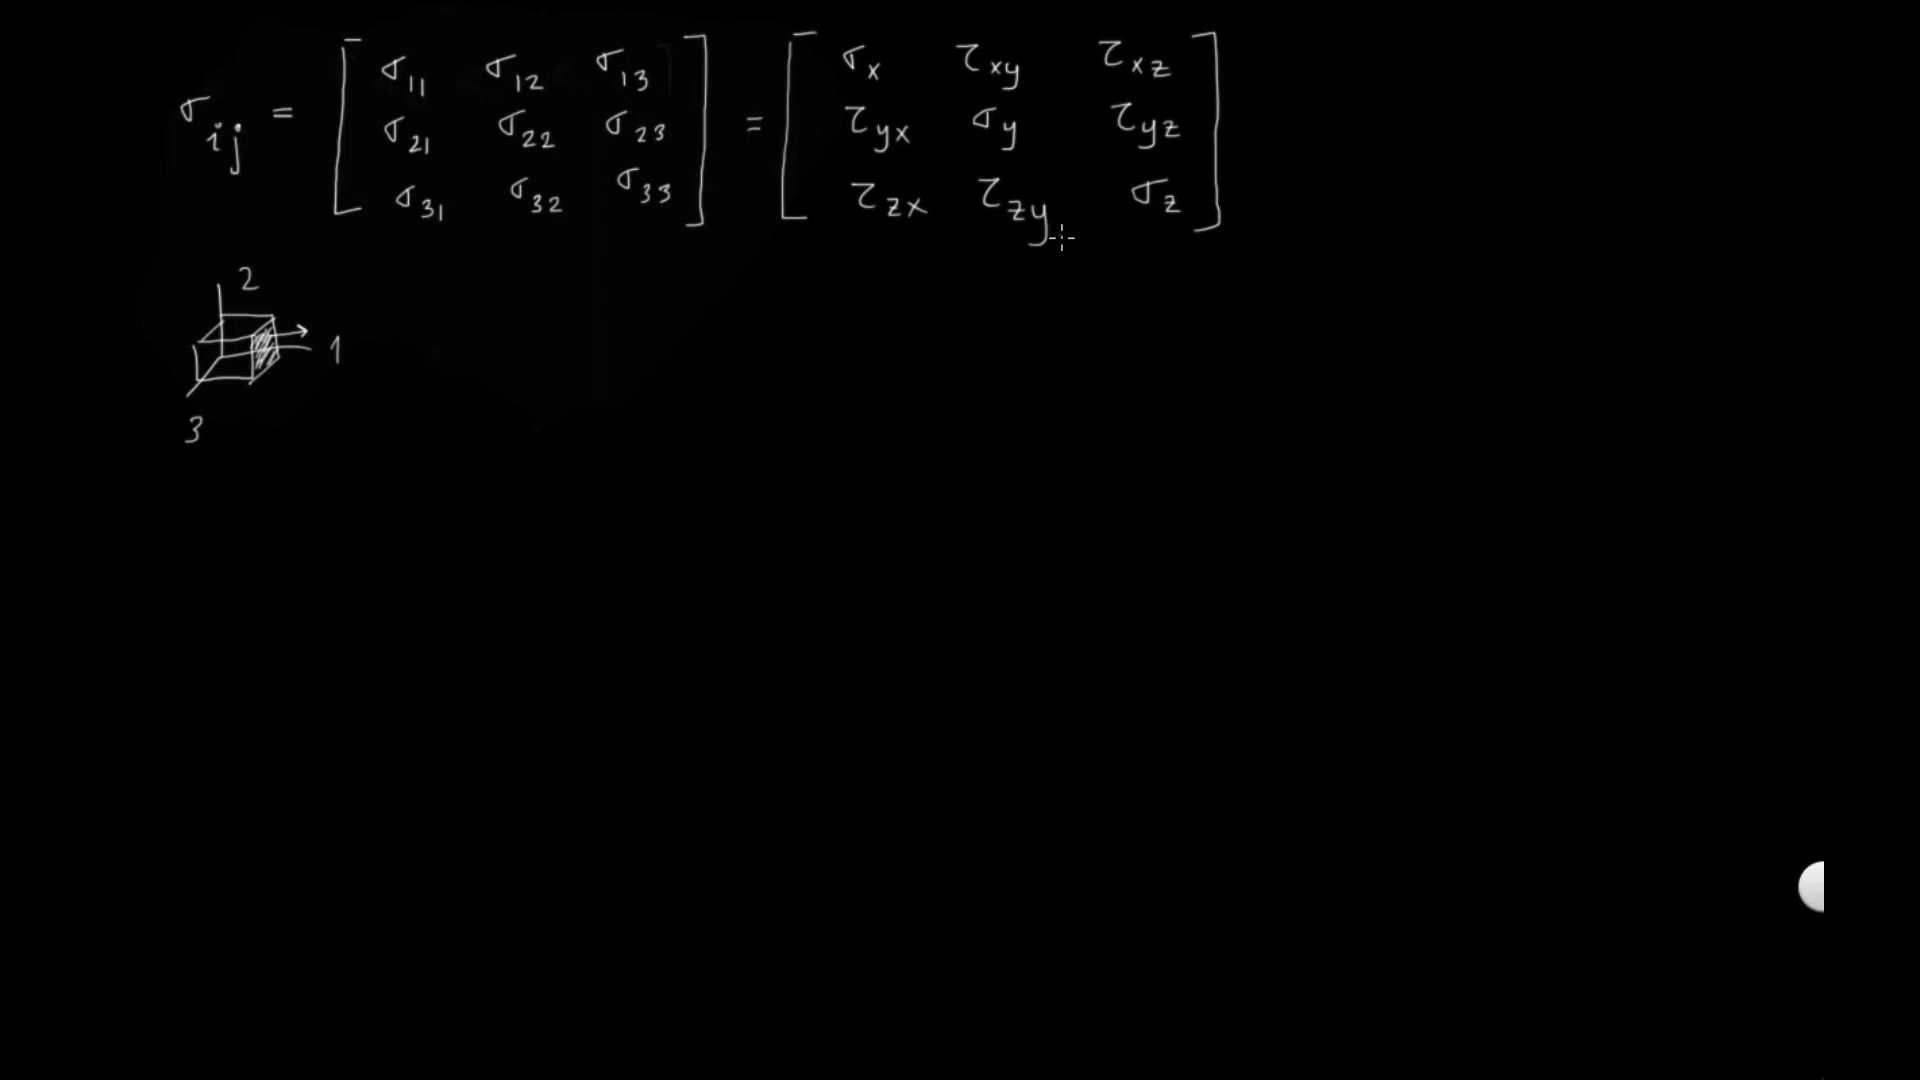 σij = [ σ11 σ12 σ13 ] = [ σx τxy τxz ]
σ21 σ22 σ23 τyx σy τyz
σ31 σ32 σ33 τzx τzy σz
2
1
3